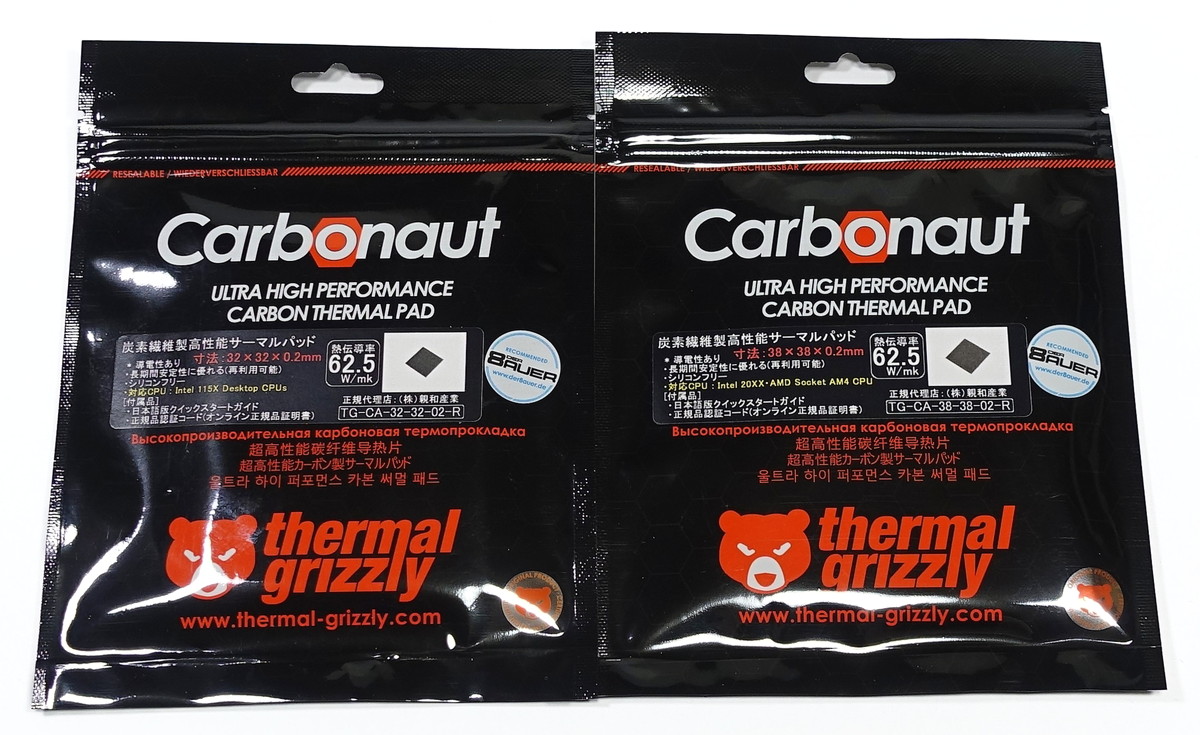 RESEALABLE / WIEDERVERSCHLIESSBAR
Carbonaut
ULTRA HIGH PERFORMANCE
CARBON THERMAL PAD
炭素繊維製高性能サーマルパッド
* 導電性あり 寸法:32×32×0.2mm
・長期間安定性に優れる(再利用可能)
・シリコンフリー
・対応CPU : Intel 115X Desktop CPUs
[付属品]
・日本語版クイックスタートガイド
・正規品認証コード(オンライン正規品証明書)
熱伝導率
62.5
W/mk
正規代理店:(株)親和産業
TG-CA-32-32-02-R
RECOMMENDED
DER
8AUER
www.der8auer.de
Высокопроизводительная карбоновая термопрокладка
超高性能碳纤维导热片
超高性能カーボン製サーマルパッド
울트라 하이 퍼포먼스 카본 써멀 패드
thermal
grizzly
www.thermal-grizzly.com
RESEALABLE / WIEDERVERSCHLIESSBAR
Carbonaut
ULTRA HIGH PERFORMANCE
CARBON THERMAL PAD
炭素繊維製高性能サーマルパッド
* 導電性あり 寸法:38×38×0.2mm
・長期間安定性に優れる(再利用可能)
・シリコンフリー
・対応CPU : Intel 20XX・AMD Socket AM4 CPU
[付属品]
・日本語版クイックスタートガイド
・正規品認証コード(オンライン正規品証明書)
熱伝導率
62.5
W/mk
正規代理店:(株)親和産業
TG-CA-38-38-02-R
RECOMMENDED
DER
8AUER
www.der8auer.de
Высокопроизводительная карбоновая термопрокладка
超高性能碳纤维导热片
超高性能カーボン製サーマルパッド
울트라 하이 퍼포먼스 카본 써멀 패드
thermal
grizzly
www.thermal-grizzly.com